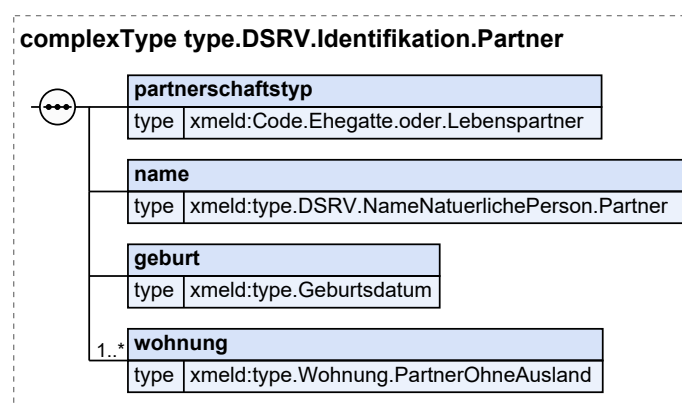 complexType type.DSRV.Identifikation.Partner
partnerschaftstyp
type xmeld:Code.Ehegatte.oder.Lebenspartner
name
type xmeld:type.DSRV.NameNatuerlichePerson.Partner
geburt
type xmeld:type.Geburtsdatum
1..* wohnung
type xmeld:type.Wohnung.PartnerOhneAusland